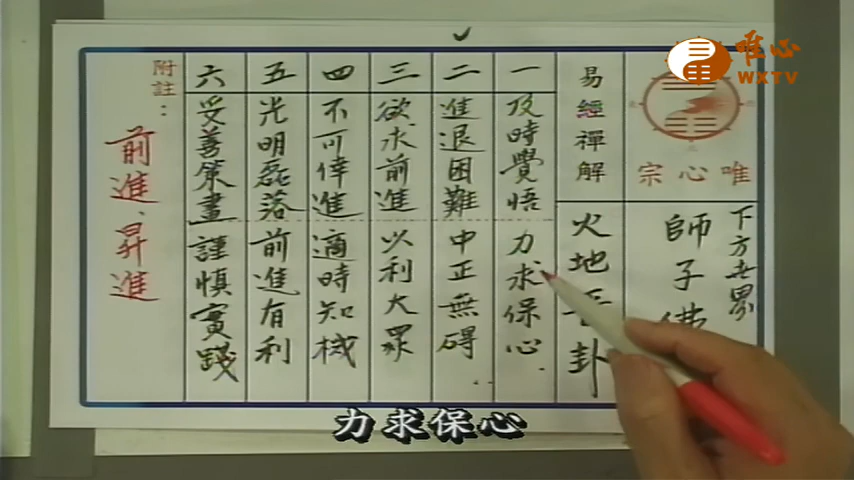 唯心
WXTV
唯心宗
下方世界
師子佛
易經禪解
火地晉卦
一
及時覺悟 力求保心
二
進退困難 中正無碍
三
欲求前進 以利大眾
四
不可倖進 適時知機
五
光明磊落 前進有利
六
妥善策畫 謹慎實踐
附註：
前進、昇進
力求保心